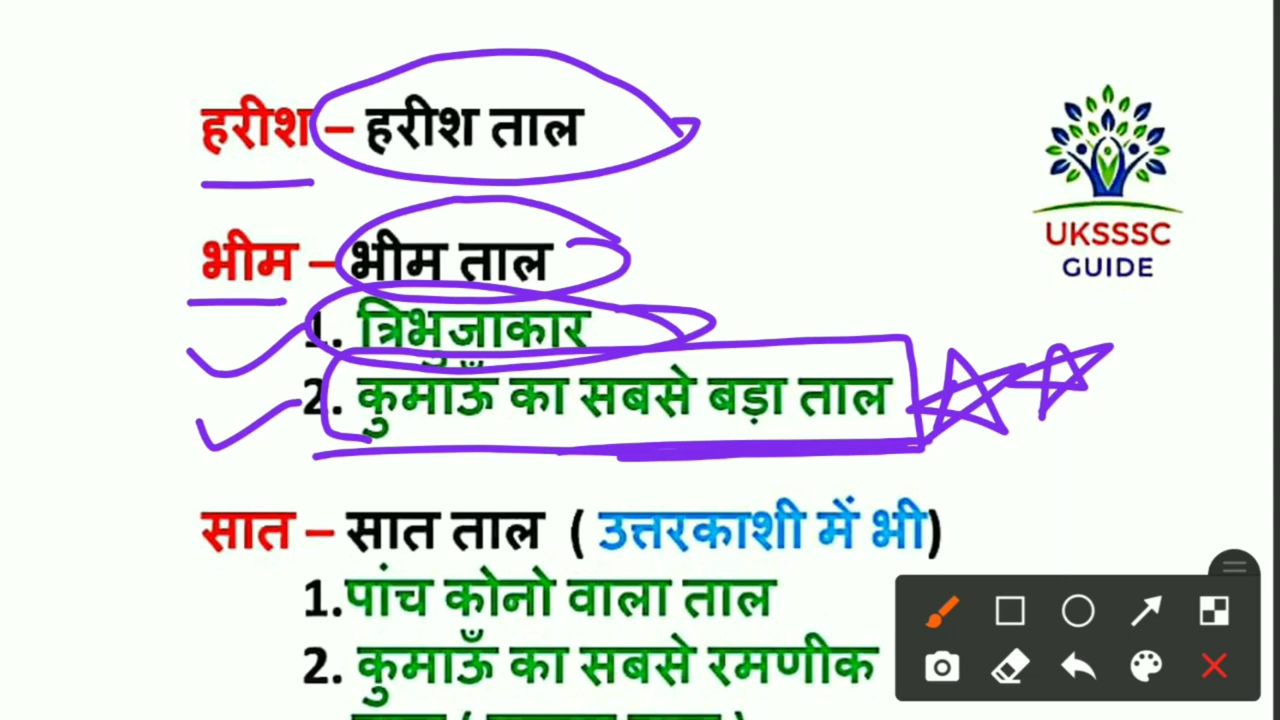 हरीश – हरीश ताल
भीम – भीम ताल
1. त्रिभुजाकार
2. कुमाऊँ का सबसे बड़ा ताल
सात – सात ताल ( उत्तरकाशी में भी)
1.पांच कोनो वाला ताल
2. कुमाऊँ का सबसे रमणीक
UKSSSC
GUIDE